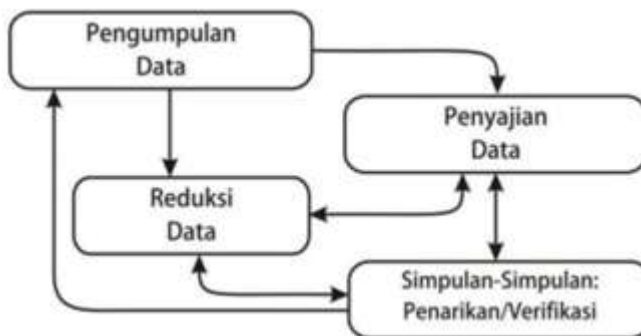 Pengumpulan
Data
Penyajian
Data
Reduksi
Data
Simpulan-Simpulan:
Penarikan/Verifikasi